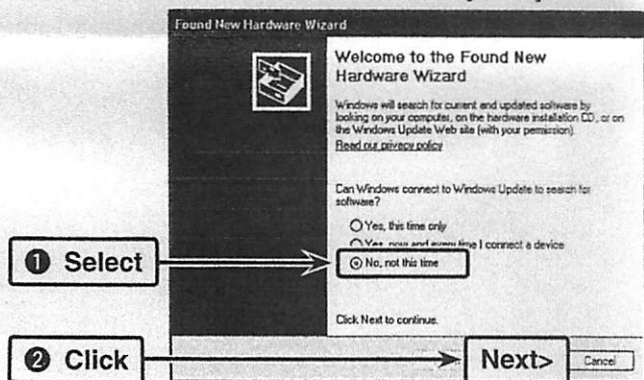 Found New Hardware Wizard
Welcome to the Found New
Hardware Wizard
Windows will search for current and updated software by
looking on your computer, on the hardware installation CD, or on
the Windows Update Web site (with your permission).
Read our privacy policy
Can Windows connect to Windows Update to search for
software?
Yes, this time only
Yes, now and every time I connect a device
❶ Select
No, not this time
Click Next to continue.
❷ Click
Next>
Cancel